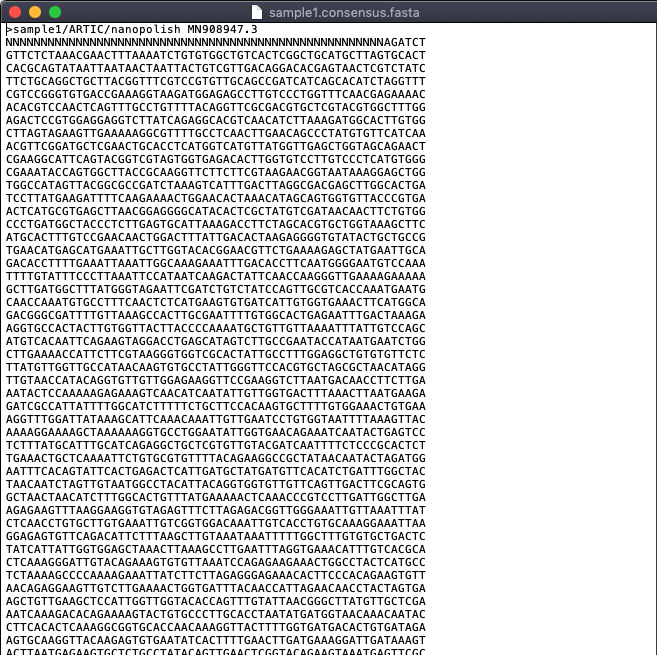 sample1.consensus.fasta
>sample1/ARTIC/nanopolish MN908947.3
NNNNNNNNNNNNNNNNNNNNNNNNNNNNNNNNNNNNNNNNNNNNNNNNNNNNNNAGATCT
GTTCTCTAAACGAACTTTAAAATCTGTGTGGCTGTCACTCGGCTGCATGCTTAGTGCACT
CACGCAGTATAATTAATAACTAATTACTGTCGTTGACAGGACACGAGTAACTCGTCTATC
TTCTGCAGGCTGCTTACGGTTTCGTCCGTGTTGCAGCCGATCATCAGCACATCTAGGTTT
CGTCCGGGTGTGACCGAAAGGTAAGATGGAGAGCCTTGTCCCTGGTTTCAACGAGAAAAC
ACACGTCCAACTCAGTTTGCCTGTTTTACAGGTTCGCGACGTGCTCGTACGTGGCTTTGG
AGACTCCGTGGAGGAGGTCTTATCAGAGGCACGTCAACATCTTAAAGATGGCACTTGTGG
CTTAGTAGAAGTTGAAAAAGGCGTTTTGCCTCAACTTGAACAGCCCTATGTGTTCATCAA
ACGTTCGGATGCTCGAACTGCACCTCATGGTCATGTTATGGTTGAGCTGGTAGCAGAACT
CGAAGGCATTCAGTACGGTCGTAGTGGTGAGACACTTGGTGTCCTTGTCCCTCATGTGGG
CGAAATACCAGTGGCTTACCGCAAGGTTCTTCTTCGTAAGAACGGTAATAAAGGAGCTGG
TGGCCATAGTTACGGCGCCGATCTAAAGTCATTTGACTTAGGCGACGAGCTTGGCACTGA
TCCTTATGAAGATTTTCAAGAAAACTGGAACACTAAACATAGCAGTGGTGTTACCCGTGA
ACTCATGCGTGAGCTTAACGGAGGGGCATACACTCGCTATGTCGATAACAACTTCTGTGG
CCCTGATGGCTACCCTCTTGAGTGCATTAAAGACCTTCTAGCACGTGCTGGTAAAGCTTC
ATGCACTTTGTCCGAACAACTGGACTTTATTGACACTAAGAGGGGTGTATACTGCTGCCG
TGAACATGAGCATGAAATTGCTTGGTACACGGAACGTTCTGAAAAGAGCTATGAATTGCA
GACACCTTTTGAAATTAAATTGGCAAAGAAATTTGACACCTTCAATGGGGAATGTCCAAA
TTTTGTATTTCCCTTAAATTCCATAATCAAGACTATTCAACCAAGGGTTGAAAAGAAAAA
GCTTGATGGCTTTATGGGTAGAATTCGATCTGTCTATCCAGTTGCGTCACCAAATGAATG
CAACCAAATGTGCCTTTCAACTCTCATGAAGTGTGATCATTGTGGTGAAACTTCATGGCA
GACGGGCGATTTTGTTAAAGCCACTTGCGAATTTTGTGGCACTGAGAATTTGACTAAAGA
AGGTGCCACTACTTGTGGTTACTTACCCCAAAATGCTGTTGTTAAAATTTATTGTCCAGC
ATGTCACAATTCAGAAGTAGGACCTGAGCATAGTCTTGCCGAATACCATAATGAATCTGG
CTTGAAAACCATTCTTCGTAAGGGTGGTCGCACTATTGCCTTTGGAGGCTGTGTGTTCTC
TTATGTTGGTTGCCATAACAAGTGTGCCTATTGGGTTCCACGTGCTAGCGCTAACATAGG
TTGTAACCATACAGGTGTTGTTGGAGAAGGTTCCGAAGGTCTTAATGACAACCTTCTTGA
AATACTCCAAAAAGAGAAAGTCAACATCAATATTGTTGGTGACTTTAAACTTAATGAAGA
GATCGCCATTATTTTGGCATCTTTTTCTGCTTCCACAAGTGCTTTTGTGGAAACTGTGAA
AGGTTTGGATTATAAAGCATTCAAACAAATTGTTGAATCCTGTGGTAATTTTAAAGTTAC
AAAAGGAAAAGCTAAAAAAGGTGCCTGGAATATTGGTGAACAGAAATCAATACTGAGTCC
TCTTTATGCATTTGCATCAGAGGCTGCTCGTGTTGTACGATCAATTTTCTCCCGCACTCT
TGAAACTGCTCAAAATTCTGTGCGTGTTTTACAGAAGGCCGCTATAACAATACTAGATGG
AATTTCACAGTATTCACTGAGACTCATTGATGCTATGATGTTCACATCTGATTTGGCTAC
TAACAATCTAGTTGTAATGGCCTACATTACAGGTGGTGTTGTTCAGTTGACTTCGCAGTG
GCTAACTAACATCTTTGGCACTGTTTATGAAAAACTCAAACCCGTCCTTGATTGGCTTGA
AGAGAAGTTTAAGGAAGGTGTAGAGTTTCTTAGAGACGGTTGGGAAATTGTTAAATTTAT
CTCAACCTGTGCTTGTGAAATTGTCGGTGGACAAATTGTCACCTGTGCAAAGGAAATTAA
GGAGAGTGTTCAGACATTCTTTAAGCTTGTAAATAAATTTTTGGCTTTGTGTGCTGACTC
TATCATTATTGGTGGAGCTAAACTTAAAGCCTTGAATTTAGGTGAAACATTTGTCACGCA
CTCAAAGGGATTGTACAGAAAGTGTGTTAAATCCAGAGAAGAAACTGGCCTACTCATGCC
TCTAAAAGCCCCAAAAGAAATTATCTTCTTAGAGGGAGAAACACTTCCCACAGAAGTGTT
AACAGAGGAAGTTGTCTTGAAAACTGGTGATTTACAACCATTAGAACAACCTACTAGTGA
AGCTGTTGAAGCTCCATTGGTTGGTACACCAGTTTGTATTAACGGGCTTATGTTGCTCGA
AATCAAAGACACAGAAAAGTACTGTGCCCTTGCACCTAATATGATGGTAACAAACAATAC
CTTCACACTCAAAGGCGGTGCACCAACAAAGGTTACTTTTGGTGATGACACTGTGATAGA
AGTGCAAGGTTACAAGAGTGTGAATATCACTTTTGAACTTGATGAAAGGATTGATAAAGT
ACTTAATGAGAAGTGCTCTGCCTATACAGTTGAACTCGGTACAGAAGTAAATGAGTTCGC